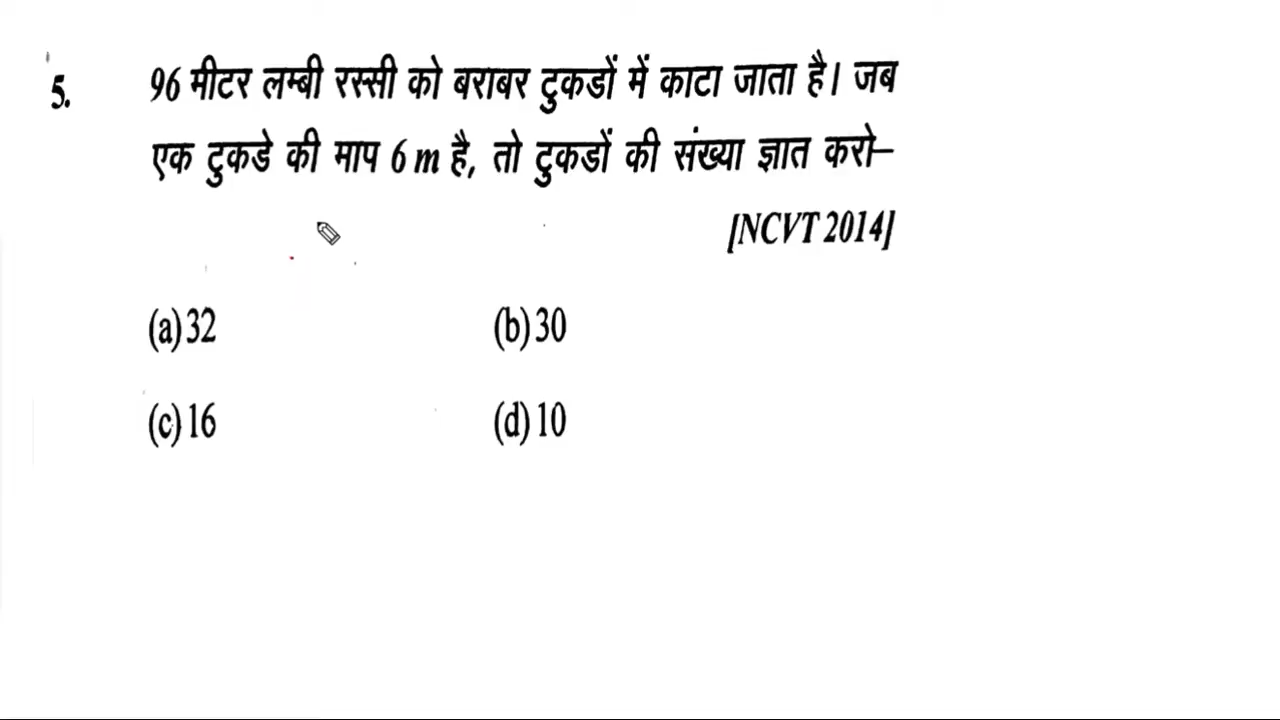 5. 96 मीटर लम्बी रस्सी को बराबर टुकडों में काटा जाता है। जब
एक टुकडे की माप 6 m है, तो टुकडों की संख्या ज्ञात करो–
[NCVT 2014]
(a) 32 (b) 30
(c) 16 (d) 10